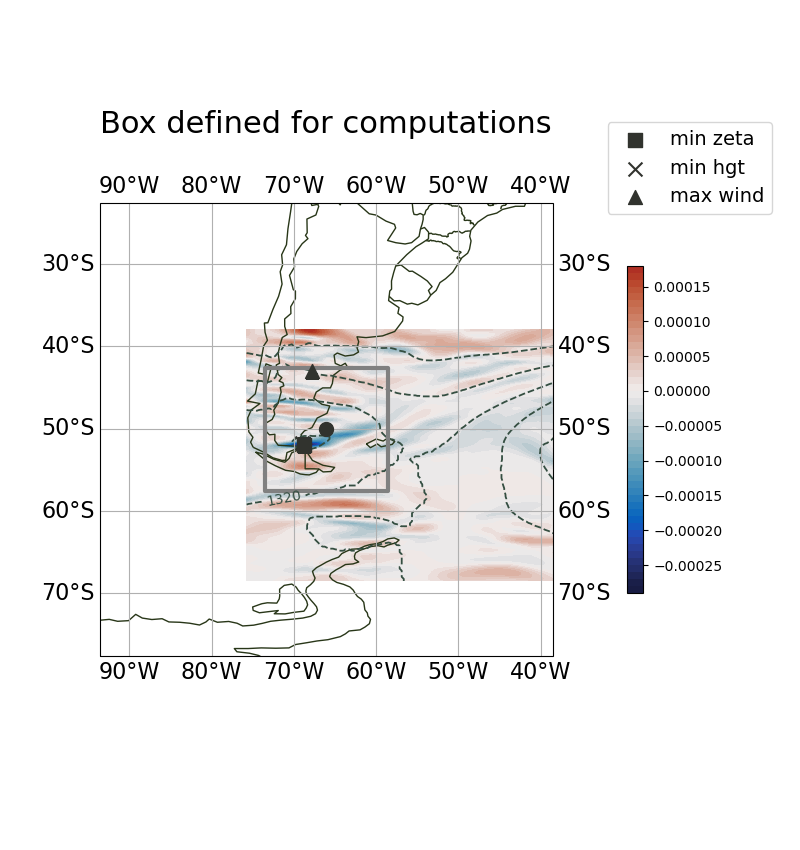 Box defined for computations
min zeta
min hgt
max wind
90°W 80°W 70°W 60°W 50°W 40°W
30°S 30°S
40°S 40°S
50°S 50°S
60°S 60°S
70°S 70°S
1320
90°W 80°W 70°W 60°W 50°W 40°W
0.00015
0.00010
0.00005
0.00000
−0.00005
−0.00010
−0.00015
−0.00020
−0.00025